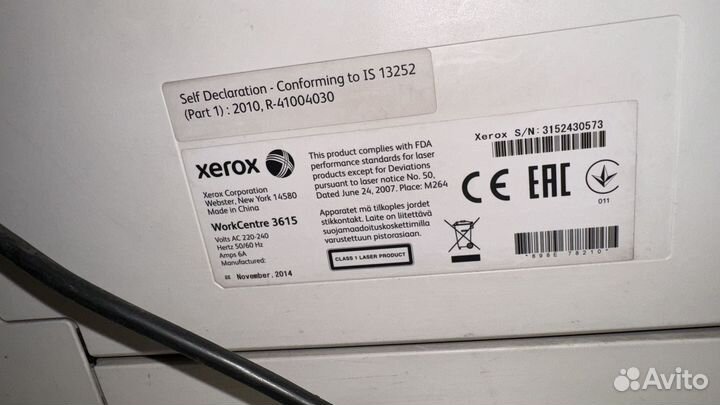 Self Declaration - Conforming to IS 13252
(Part 1) : 2010, R-41004030
xerox
Xerox Corporation
Webster, New York 14580
Made in China
WorkCentre 3615
Volts AC 220-240
Hertz 50/60 Hz
Amps 6A
Manufactured:
November, 2014
This product complies with FDA
performance standards for laser
products except for Deviations
pursuant to laser notice No. 50,
Dated June 24, 2007. Place: M264
Apparatet må tilkoples jordet
stikkontakt. Laite on liitettävä
suojamaadoituskoskettimilla
varustettuun pistorasiaan.
CLASS 1 LASER PRODUCT
Xerox S/N: 3152430573
CE EAC
011
Avito